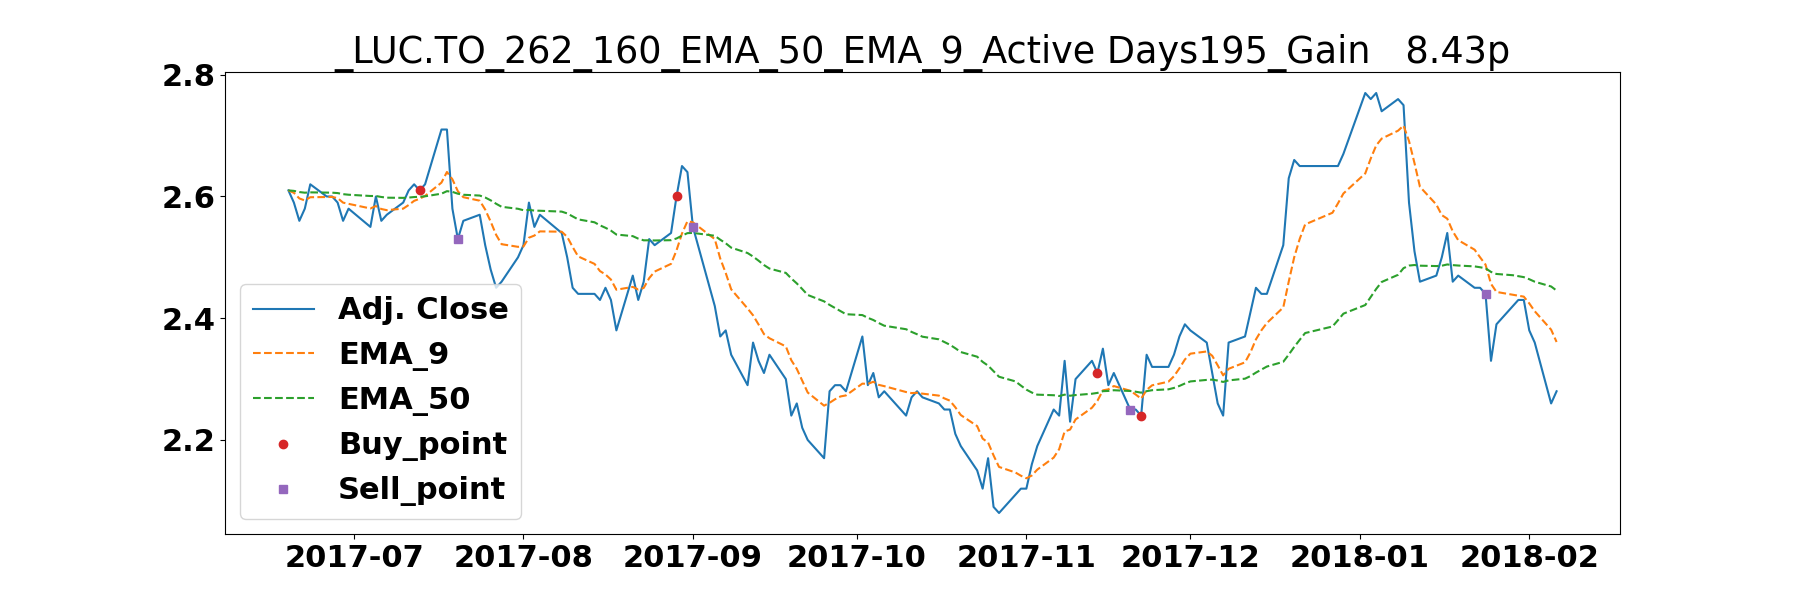 _LUC.TO_262_160_EMA_50_EMA_9_Active Days195_Gain   8.43p
2.8
2.6
2.4
2.2
Adj. Close
EMA_9
EMA_50
Buy_point
Sell_point
2017-07 2017-08 2017-09 2017-10 2017-11 2017-12 2018-01 2018-02